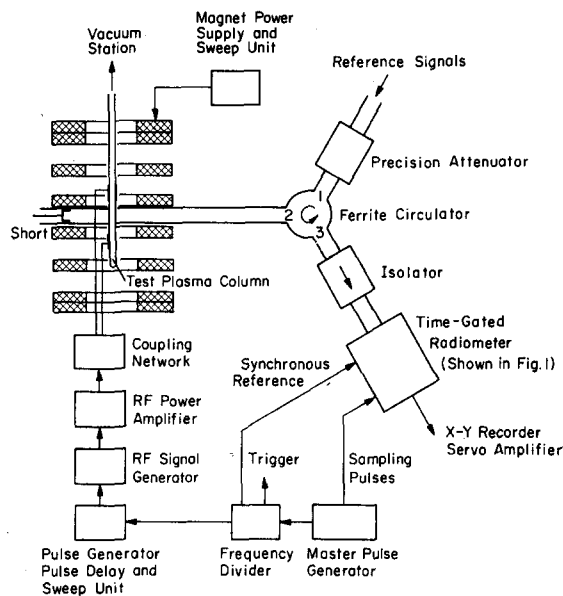 Magnet Power
Supply and
Sweep Unit
Vacuum
Station
Reference Signals
Precision Attenuator
1
2
3
Ferrite Circulator
Short
Isolator
Test Plasma Column
Time-Gated
Radiometer
(Shown in Fig. 1)
Coupling
Network
Synchronous
Reference
RF Power
Amplifier
X-Y Recorder
Servo Amplifier
RF Signal
Generator
Trigger
Sampling
Pulses
Pulse Generator
Pulse Delay and
Sweep Unit
Frequency
Divider
Master Pulse
Generator